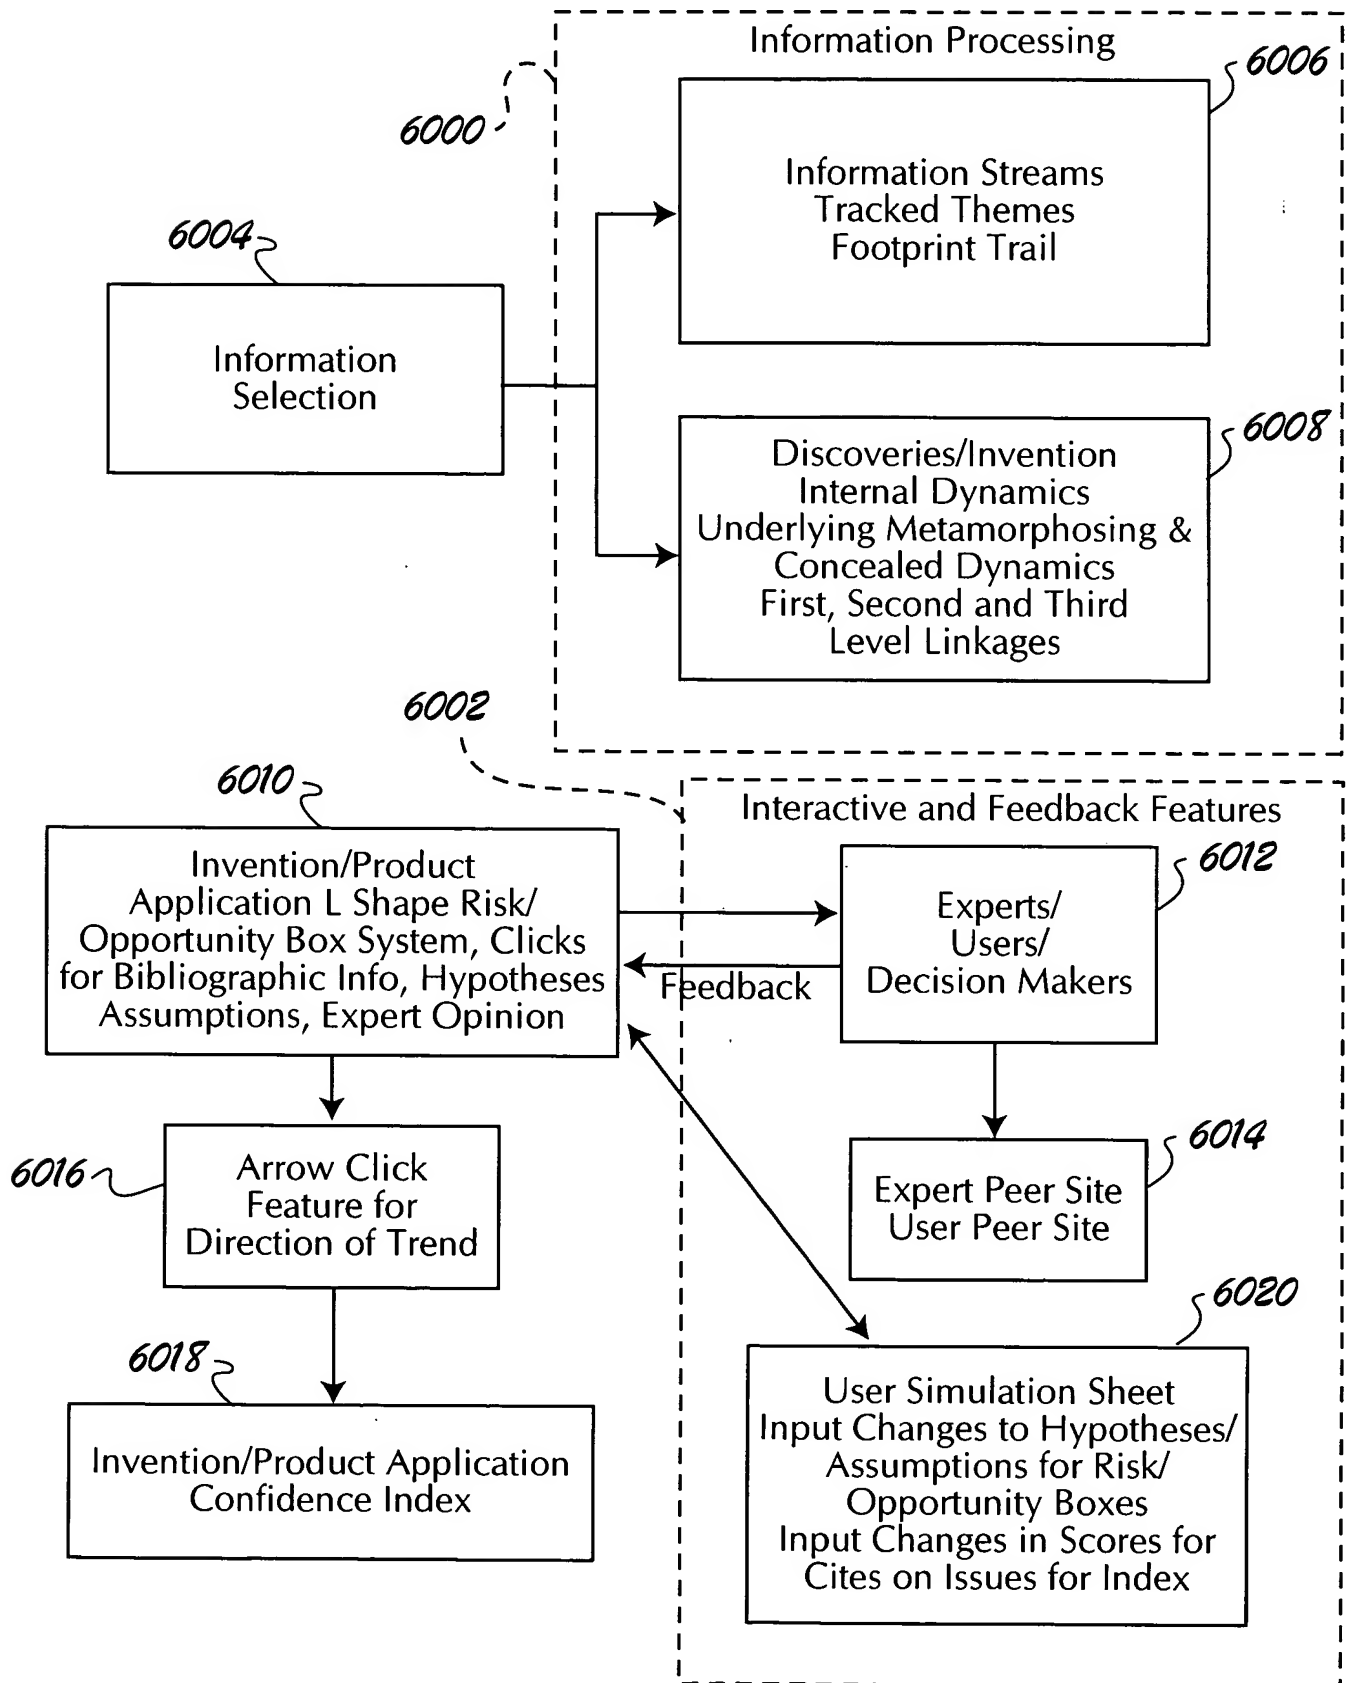 Information Processing
6006
6000
Information Streams
Tracked Themes
Footprint Trail
6004
Information
Selection
6008
Discoveries/Invention
Internal Dynamics
Underlying Metamorphosing &
Concealed Dynamics
First, Second and Third
Level Linkages
6002
6010
Interactive and Feedback Features
Invention/Product
Application L Shape Risk/
Opportunity Box System, Clicks
for Bibliographic Info, Hypotheses
Assumptions, Expert Opinion
6012
Experts/
Users/
Decision Makers
Feedback
6016
Arrow Click
Feature for
Direction of Trend
6014
Expert Peer Site
User Peer Site
6018
Invention/Product Application
Confidence Index
6020
User Simulation Sheet
Input Changes to Hypotheses/
Assumptions for Risk/
Opportunity Boxes
Input Changes in Scores for
Cites on Issues for Index